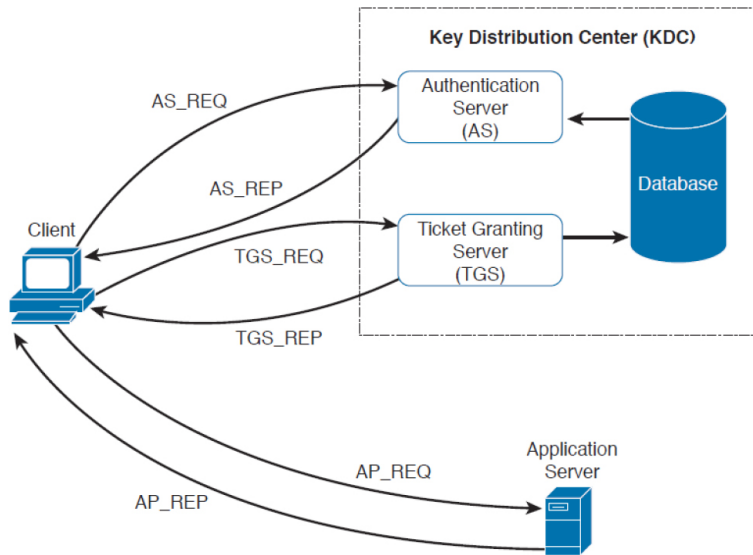 Key Distribution Center (KDC)
AS_REQ
Authentication
Server
(AS)
AS_REP
Database
Client
TGS_REQ
Ticket Granting
Server
(TGS)
TGS_REP
Application
Server
AP_REQ
AP_REP